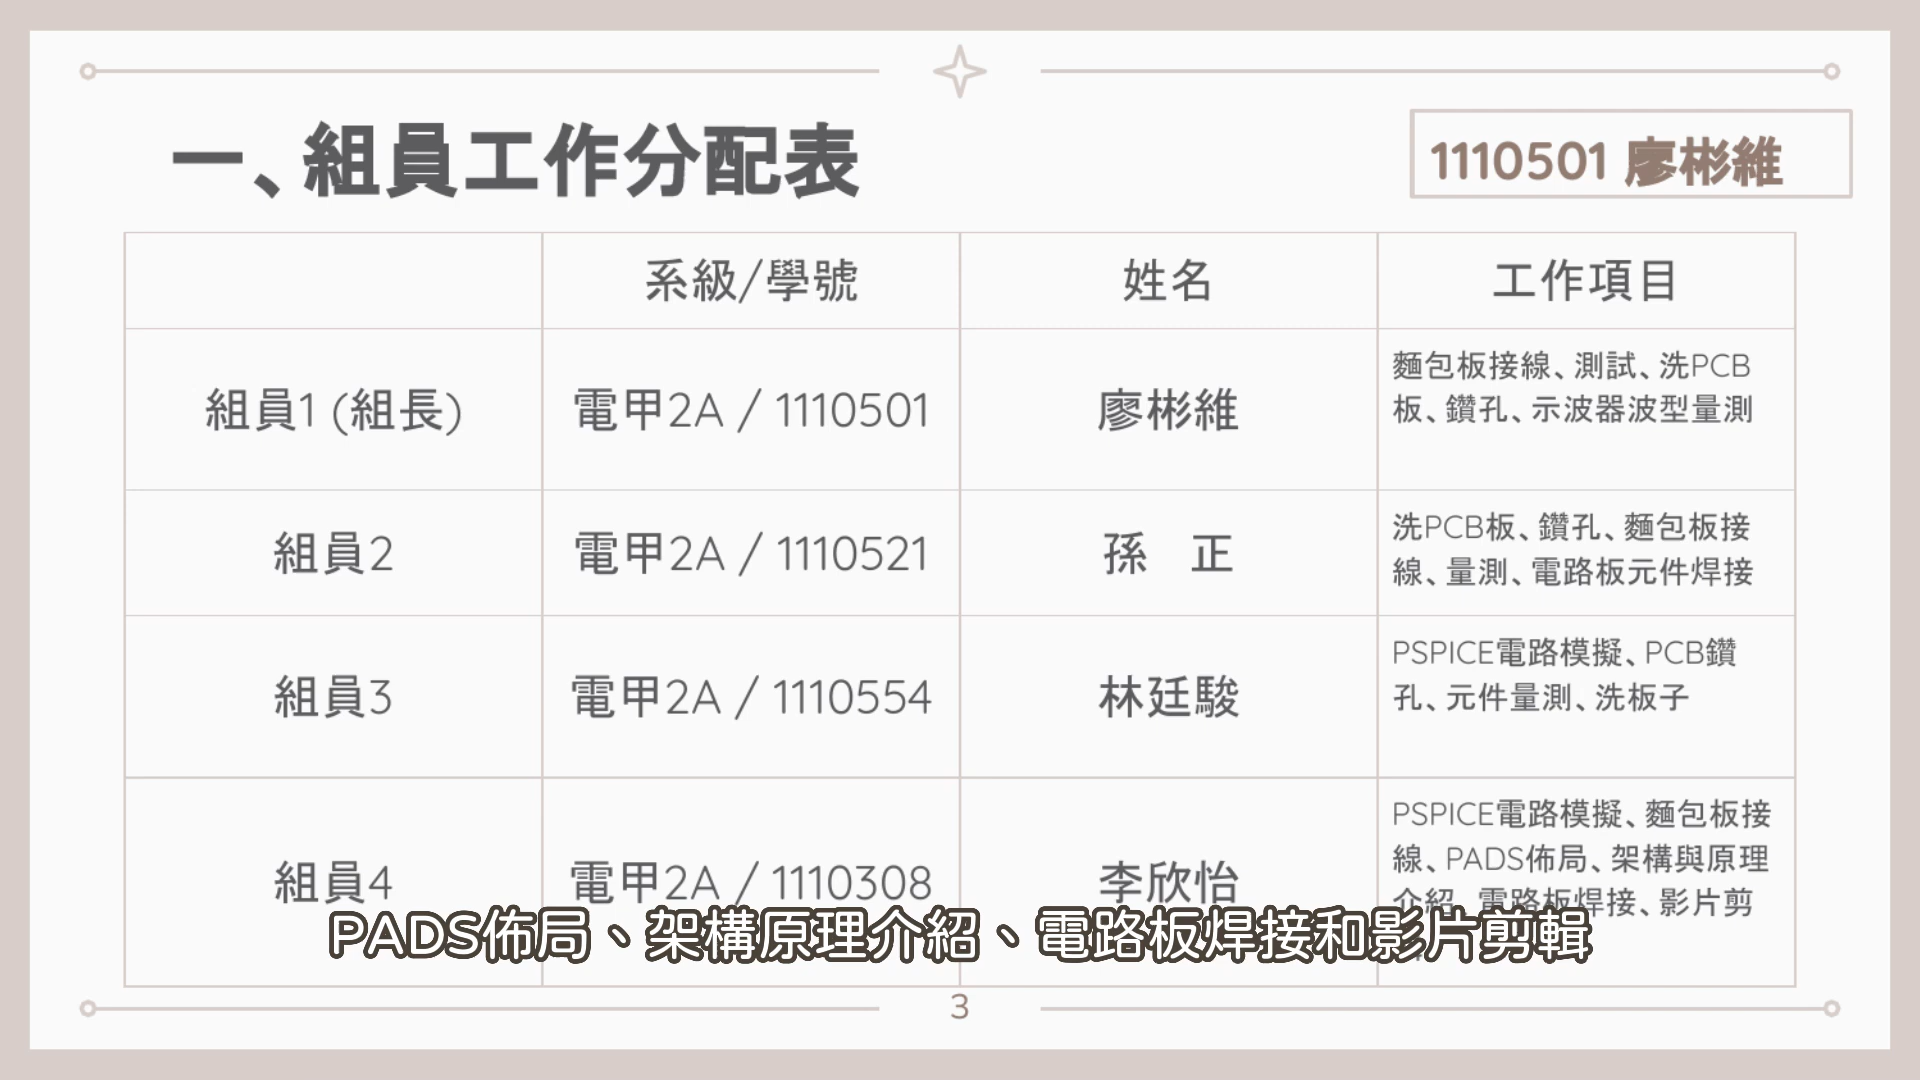 一、組員工作分配表
1110501 廖彬維
系級/學號 姓名 工作項目
組員1 (組長) 電甲2A / 1110501 廖彬維
麵包板接線、測試、洗PCB
板、鑽孔、示波器波型量測
組員2 電甲2A / 1110521 孫 正
洗PCB板、鑽孔、麵包板接
線、量測、電路板元件焊接
組員3 電甲2A / 1110554 林廷駿
PSPICE電路模擬、PCB鑽
孔、元件量測、洗板子
組員4 電甲2A / 1110308 李欣怡
PSPICE電路模擬、麵包板接
線、PADS佈局、架構與原理
介紹、電路板焊接、影片剪
PADS佈局、架構原理介紹、電路板焊接和影片剪輯
3